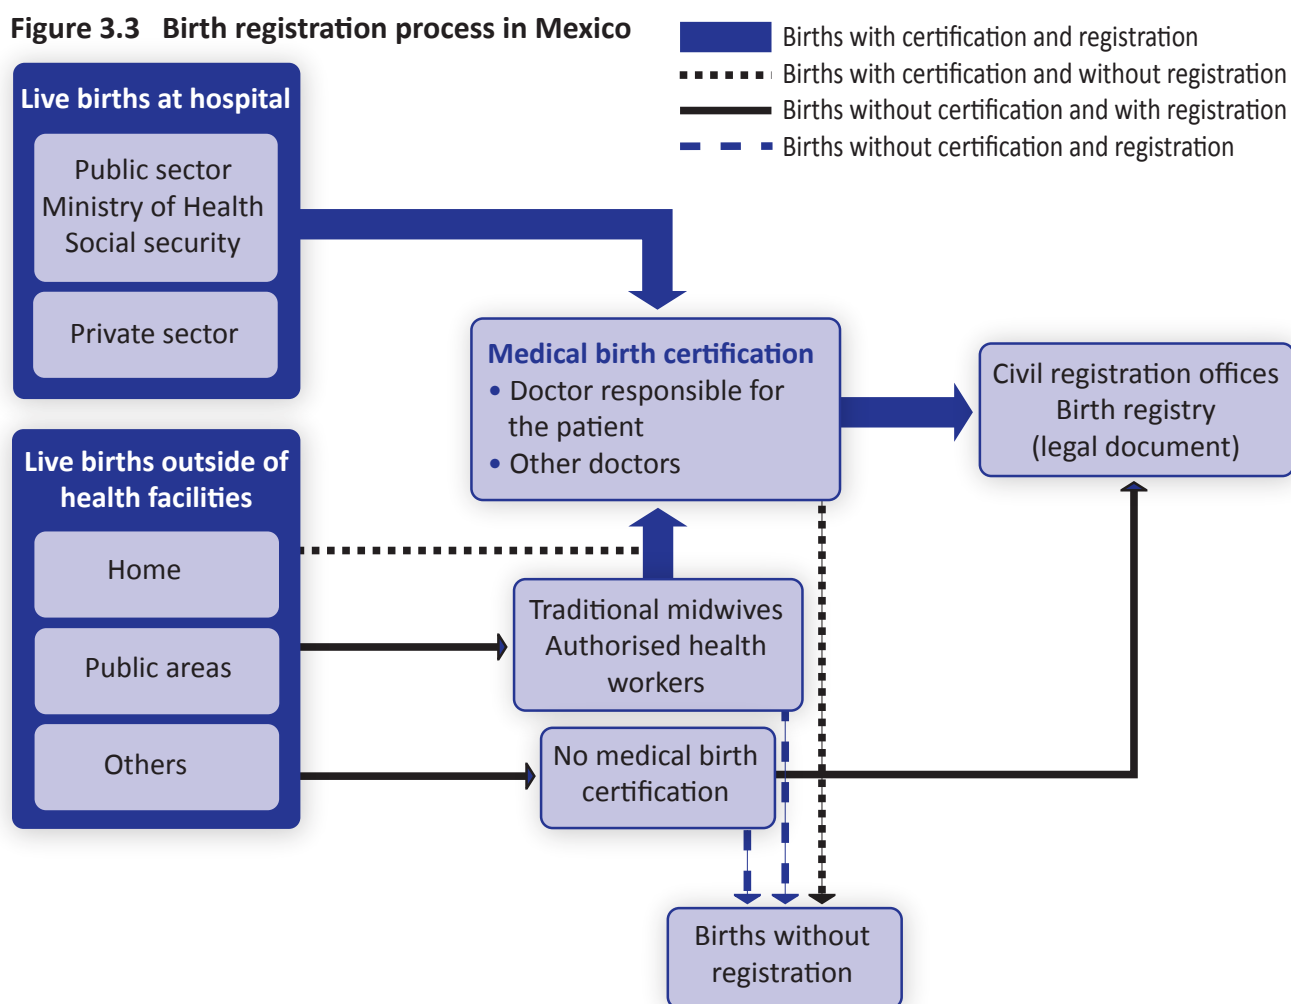 Figure 3.3 Birth registration process in Mexico
Births with certification and registration
Births with certification and without registration
Births without certification and with registration
Births without certification and registration
Live births at hospital
Public sector
Ministry of Health
Social security
Private sector
Medical birth certification
• Doctor responsible for
the patient
• Other doctors
Civil registration offices
Birth registry
(legal document)
Live births outside of
health facilities
Home
Public areas
Others
Traditional midwives
Authorised health
workers
No medical birth
certification
Births without
registration